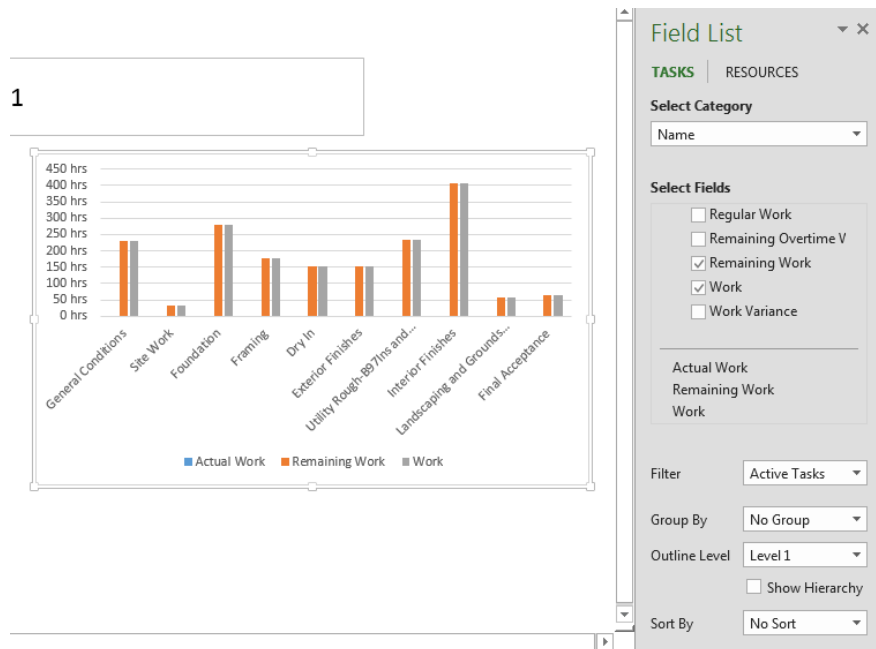 1
450 hrs
400 hrs
350 hrs
300 hrs
250 hrs
200 hrs
150 hrs
100 hrs
50 hrs
0 hrs
General Conditions
Site Work
Foundation
Framing
Dry In
Exterior Finishes
Utility Rough-B97Ins and...
Interior Finishes
Landscaping and Grounds...
Final Acceptance
Actual Work Remaining Work Work
Field List
TASKS RESOURCES
Select Category
Name
Select Fields
Regular Work
Remaining Overtime V
Remaining Work
Work
Work Variance
Actual Work
Remaining Work
Work
Filter Active Tasks
Group By No Group
Outline Level Level 1
Show Hierarchy
Sort By No Sort